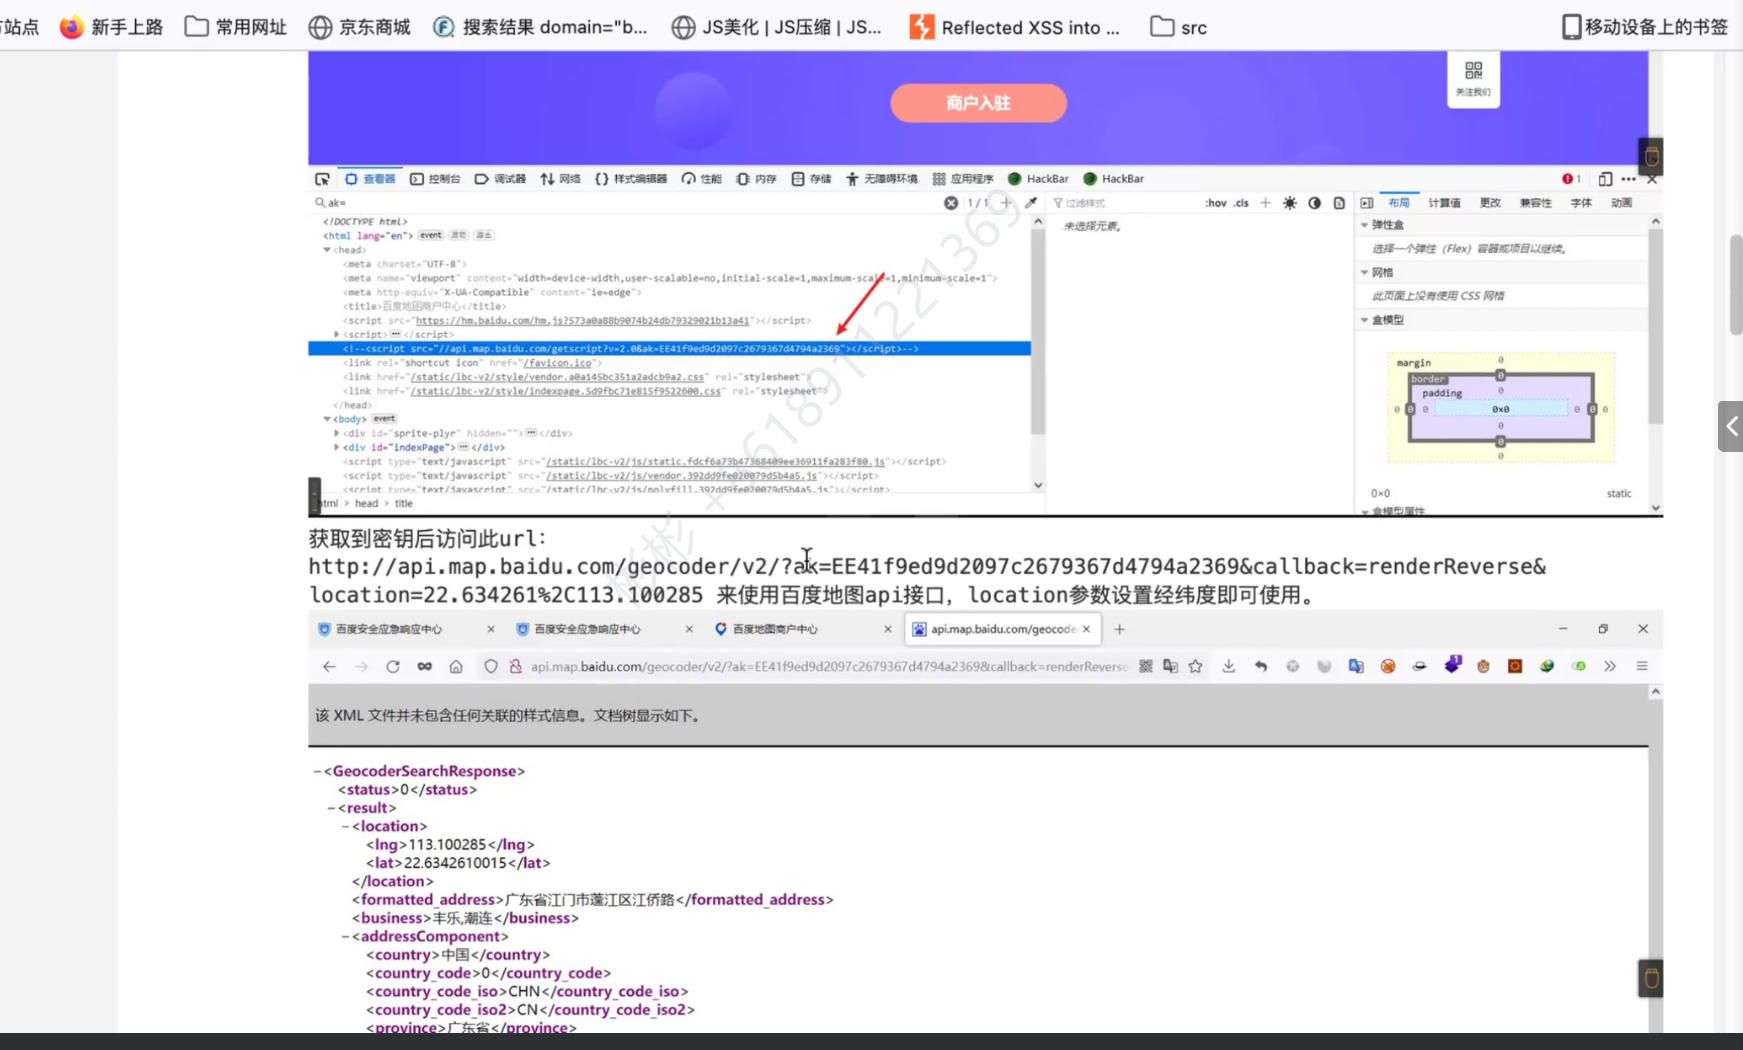 站点 新手上路 常用网址 京东商城 搜索结果 domain="b... JS美化 | JS压缩 | JS... Reflected XSS into ... src 移动设备上的书签
商户入驻
关注我们
查看器 控制台 调试器 网络 {} 样式编辑器 性能 内存 存储 无障碍环境 应用程序 HackBar HackBar 1
ak= 1 / 1 + 过滤样式 :hov .cls + 布局 计算值 更改 兼容性 字体 动画
<!DOCTYPE html>
<html lang="en"> event 滚动 溢出
<head>
<meta charset="UTF-8">
<meta name="viewport" content="width=device-width,user-scalable=no,initial-scale=1,maximum-scale=1,minimum-scale=1">
<meta http-equiv="X-UA-Compatible" content="ie=edge">
<title>百度地图商户中心</title>
<script src="https://hm.baidu.com/hm.js?573a0a88b9074b24db79329021b13a41"></script>
<script> </script>
<!--<script src="//api.map.baidu.com/getscript?v=2.0&ak=EE41f9ed9d2097c2679367d4794a2369"></script>-->
<link rel="shortcut icon" href="/favicon.ico">
<link href="/static/lbc-v2/style/vendor.a0a145bc351a2adcb9a2.css" rel="stylesheet">
<link href="/static/lbc-v2/style/indexpage.5d9fbc71e815f9522600.css" rel="stylesheet">
</head>
<body> event
<div id="sprite-plyr" hidden=""> </div>
<div id="indexPage"> </div>
<script type="text/javascript" src="/static/lbc-v2/js/static.fdcf6a73b47368409ee36911fa283f80.js"></script>
<script type="text/javascript" src="/static/lbc-v2/js/vendor.392dd9fe020079d5b4a5.js"></script>
<script type="text/javascript" src="/static/lbc-v2/js/polyfill.392dd9fe020079d5b4a5.js"></script>
html > head > title
未选择元素。
弹性盒
选择一个弹性（Flex）容器或项目以继续。
网格
此页面上没有使用 CSS 网格
盒模型
margin 0
border 0
padding 0
0 0 0 0×0 0 0 0
0
0
0
0×0 static
盒模型属性
彬彬 +8618911221369
获取到密钥后访问此url：
http://api.map.baidu.com/geocoder/v2/?ak=EE41f9ed9d2097c2679367d4794a2369&callback=renderReverse&
location=22.634261%2C113.100285 来使用百度地图api接口，location参数设置经纬度即可使用。
百度安全应急响应中心 × 百度安全应急响应中心 × 百度地图商户中心 × api.map.baidu.com/geocode × +
api.map.baidu.com/geocoder/v2/?ak=EE41f9ed9d2097c2679367d4794a2369&callback=renderReverse
该 XML 文件并未包含任何关联的样式信息。文档树显示如下。
−<GeocoderSearchResponse>
<status>0</status>
−<result>
−<location>
<lng>113.100285</lng>
<lat>22.6342610015</lat>
</location>
<formatted_address>广东省江门市蓬江区江侨路</formatted_address>
<business>丰乐,潮连</business>
−<addressComponent>
<country>中国</country>
<country_code>0</country_code>
<country_code_iso>CHN</country_code_iso>
<country_code_iso2>CN</country_code_iso2>
<province>广东省</province>